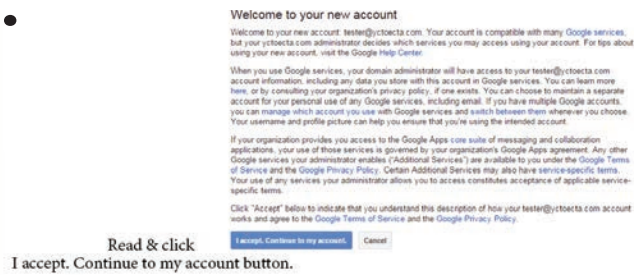 Welcome to your new account
Welcome to your new account: tester@yctoecta.com. Your account is compatible with many Google services,
but your yctoecta.com administrator decides which services you may access using your account. For tips about
using your new account, visit the Google Help Center.
When you use Google services, your domain administrator will have access to your tester@yctoecta.com
account information, including any data you store with this account in Google services. You can learn more
here, or by consulting your organization's privacy policy, if one exists. You can choose to maintain a separate
account for your personal use of any Google services, including email. If you have multiple Google accounts,
you can manage which account you use with Google services and switch between them whenever you choose.
Your username and profile picture can help you ensure that you're using the intended account.
If your organization provides you access to the Google Apps core suite of messaging and collaboration
applications, your use of those services is governed by your organization's Google Apps agreement. Any other
Google services your administrator enables ("Additional Services") are available to you under the Google Terms
of Service and the Google Privacy Policy. Certain Additional Services may also have service-specific terms.
Your use of any services your administrator allows you to access constitutes acceptance of applicable service-
specific terms.
Click "Accept" below to indicate that you understand this description of how your tester@yctoecta.com account
works and agree to the Google Terms of Service and the Google Privacy Policy.
I accept. Continue to my account. Cancel
Read & click
I accept. Continue to my account button.